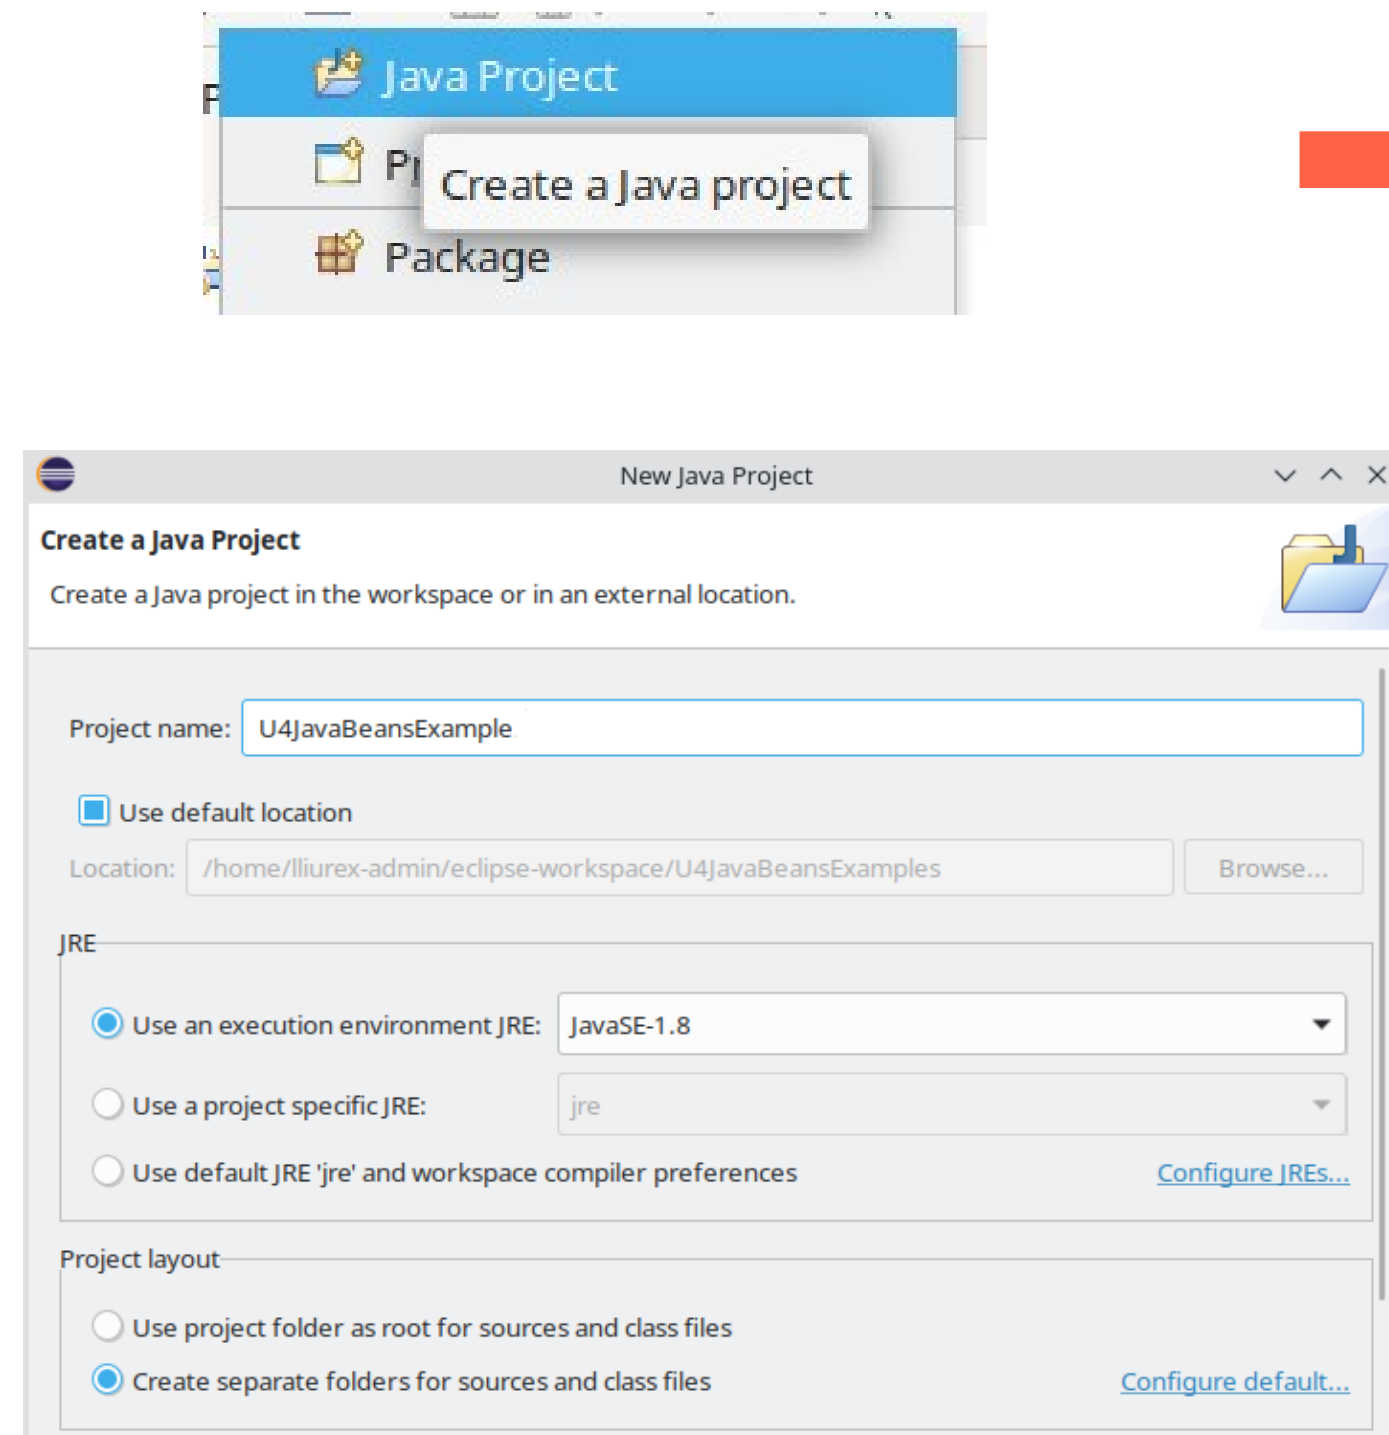 Java Project
Create a Java project
Package
New Java Project
Create a Java Project
Create a Java project in the workspace or in an external location.
Project name: U4JavaBeansExample
Use default location
Location: /home/lliurex-admin/eclipse-workspace/U4JavaBeansExamples Browse...
JRE
Use an execution environment JRE: JavaSE-1.8
Use a project specific JRE: jre
Use default JRE 'jre' and workspace compiler preferences Configure JREs...
Project layout
Use project folder as root for sources and class files
Create separate folders for sources and class files Configure default...